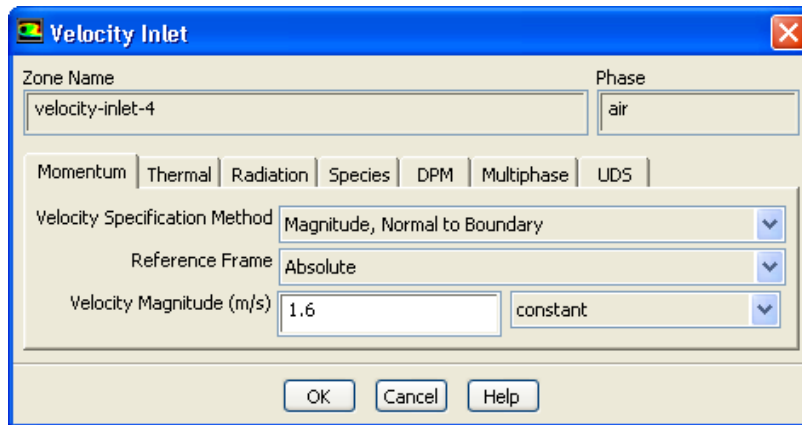 Velocity Inlet
Zone Name Phase
velocity-inlet-4 air
Momentum Thermal Radiation Species DPM Multiphase UDS
Velocity Specification Method Magnitude, Normal to Boundary
Reference Frame Absolute
Velocity Magnitude (m/s) 1.6 constant
OK Cancel Help